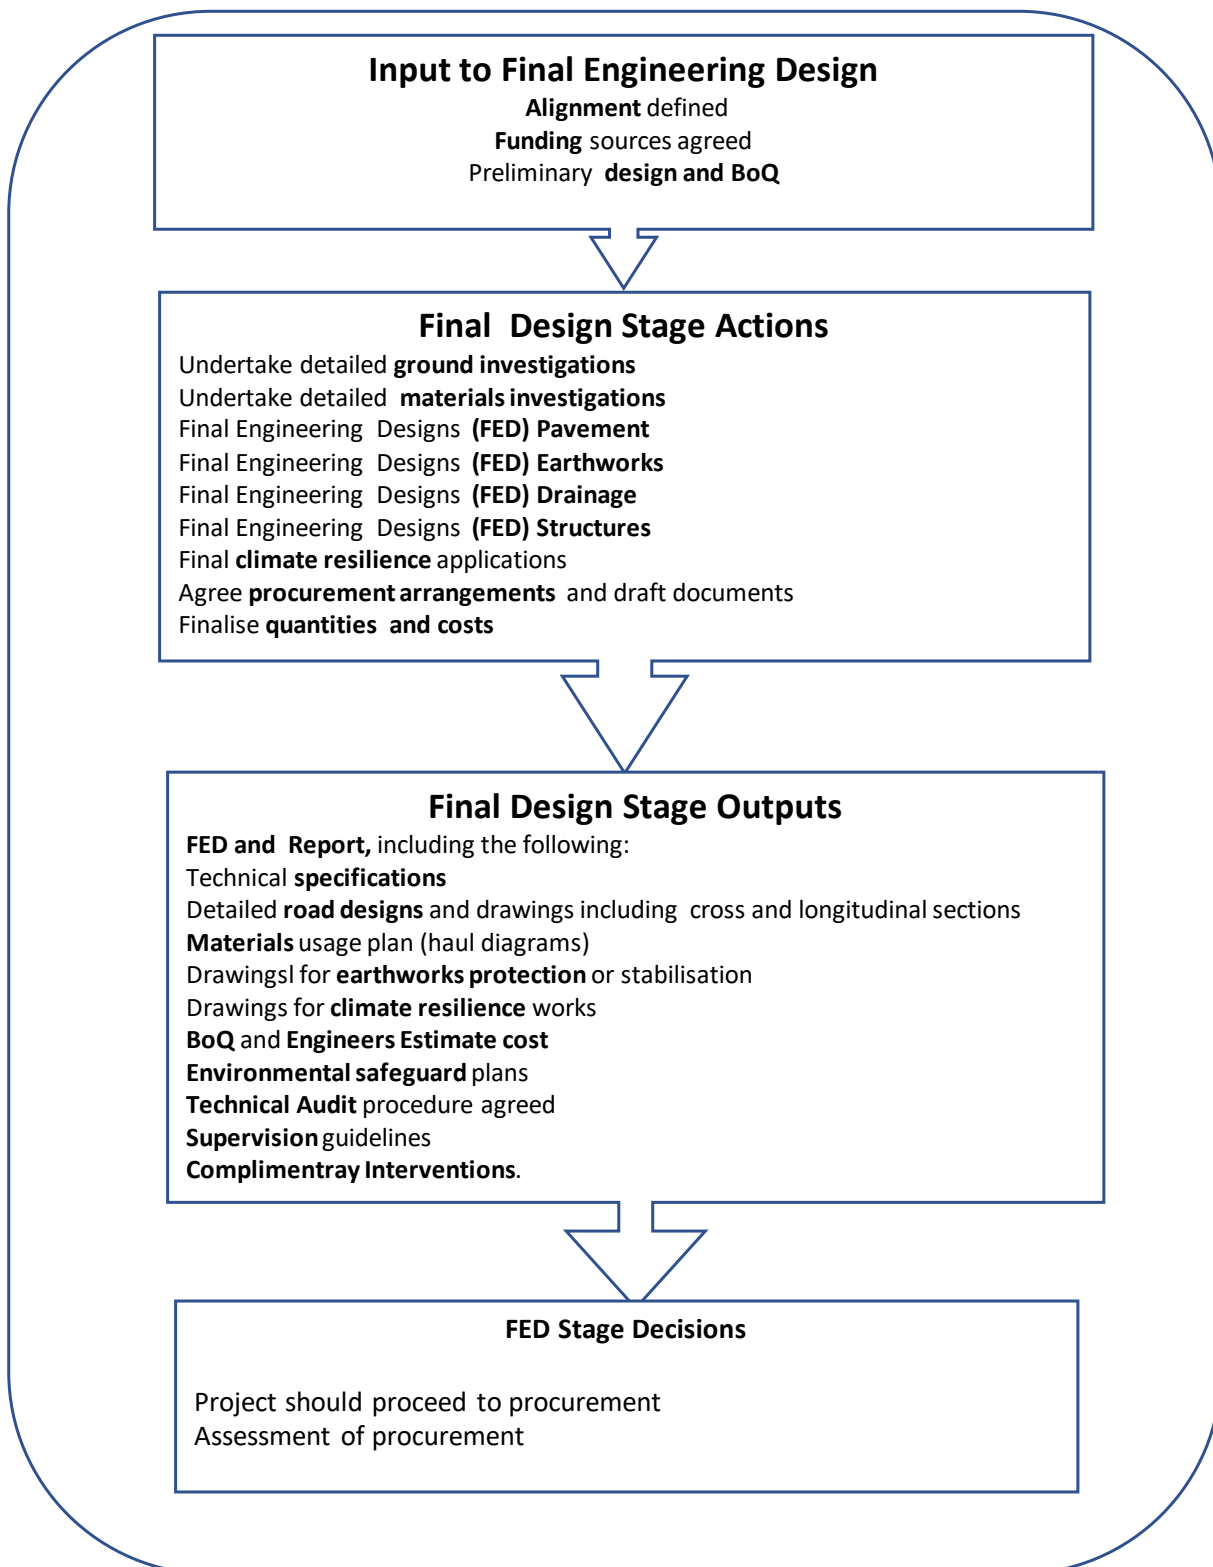 Input to Final Engineering Design
Alignment defined
Funding sources agreed
Preliminary design and BoQ
Final Design Stage Actions
Undertake detailed ground investigations
Undertake detailed materials investigations
Final Engineering Designs (FED) Pavement
Final Engineering Designs (FED) Earthworks
Final Engineering Designs (FED) Drainage
Final Engineering Designs (FED) Structures
Final climate resilience applications
Agree procurement arrangements and draft documents
Finalise quantities and costs
Final Design Stage Outputs
FED and Report, including the following:
Technical specifications
Detailed road designs and drawings including cross and longitudinal sections
Materials usage plan (haul diagrams)
Drawingsl for earthworks protection or stabilisation
Drawings for climate resilience works
BoQ and Engineers Estimate cost
Environmental safeguard plans
Technical Audit procedure agreed
Supervision guidelines
Complimentray Interventions.
FED Stage Decisions
Project should proceed to procurement
Assessment of procurement